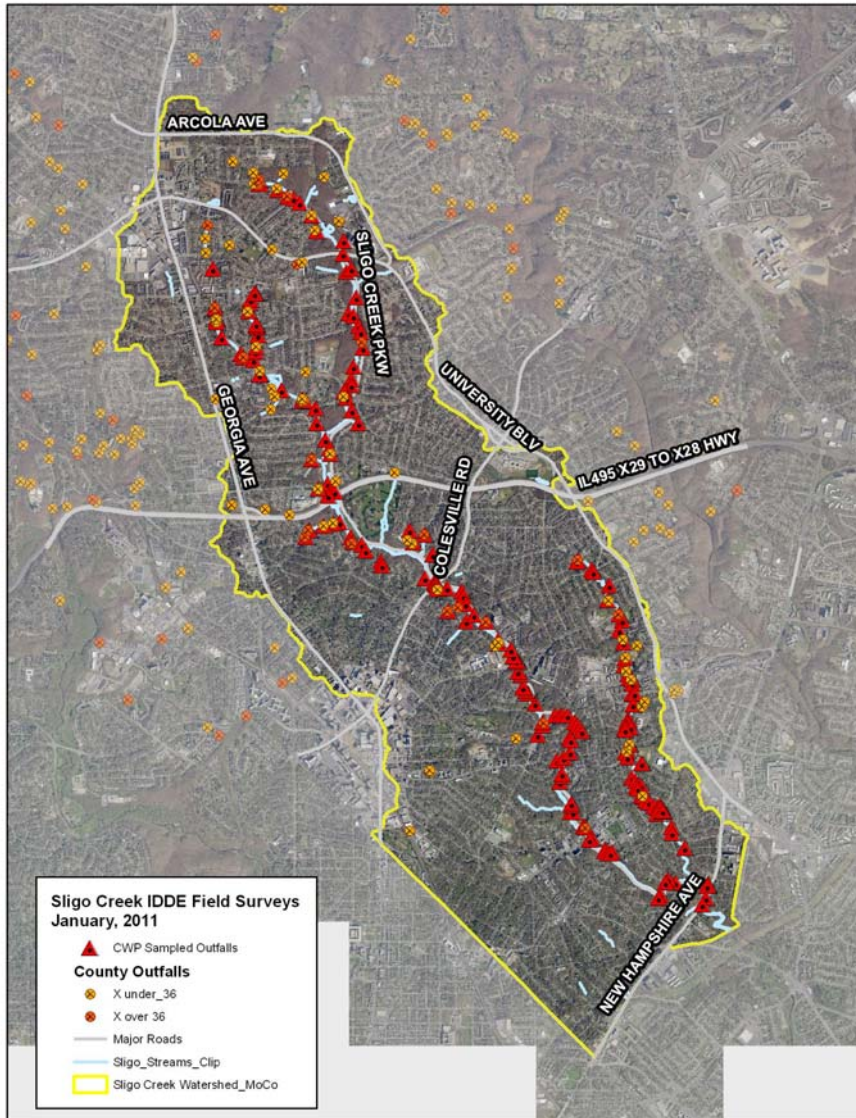 ARCOLA AVE
SLIGO CREEK PKW
GEORGIA AVE
UNIVERSITY BLV
IL495 X29 TO X28 HWY
COLESVILLE RD
NEW HAMPSHIRE AVE
Sligo Creek IDDE Field Surveys
January, 2011
CWP Sampled Outfalls
County Outfalls
X under_36
X over 36
Major Roads
Sligo_Streams_Clip
Sligo Creek Watershed_MoCo